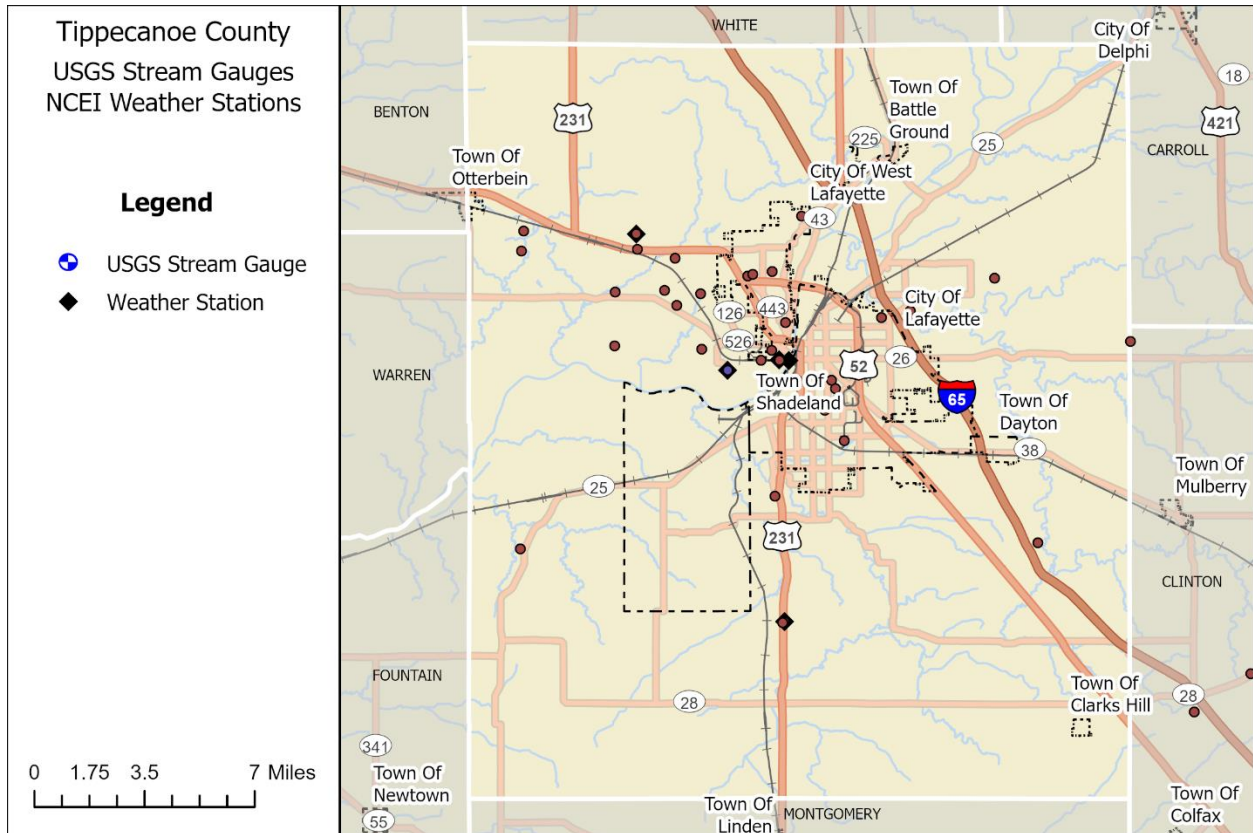 Tippecanoe County
USGS Stream Gauges
NCEI Weather Stations
Legend
USGS Stream Gauge
Weather Station
0 1.75 3.5 7 Miles
WHITE
City Of
Delphi
18
421
BENTON
231
Town Of
Battle
Ground
225
25
CARROLL
Town Of
Otterbein
City Of West
Lafayette
43
126
443
526
City Of
Lafayette
26
52
WARREN
Town Of
Shadeland
65
Town Of
Dayton
38
25
Town Of
Mulberry
231
CLINTON
FOUNTAIN
28
Town Of
Clarks Hill
28
341
Town Of
Newtown
55
Town Of
Linden
MONTGOMERY
Town Of
Colfax